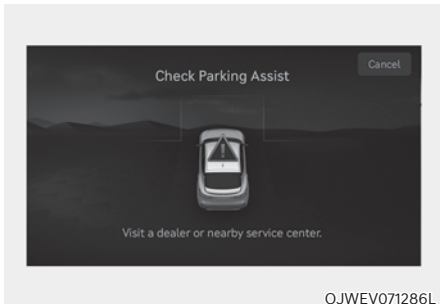 Cancel
Check Parking Assist
Visit a dealer or nearby service center.
OJWEV071286L